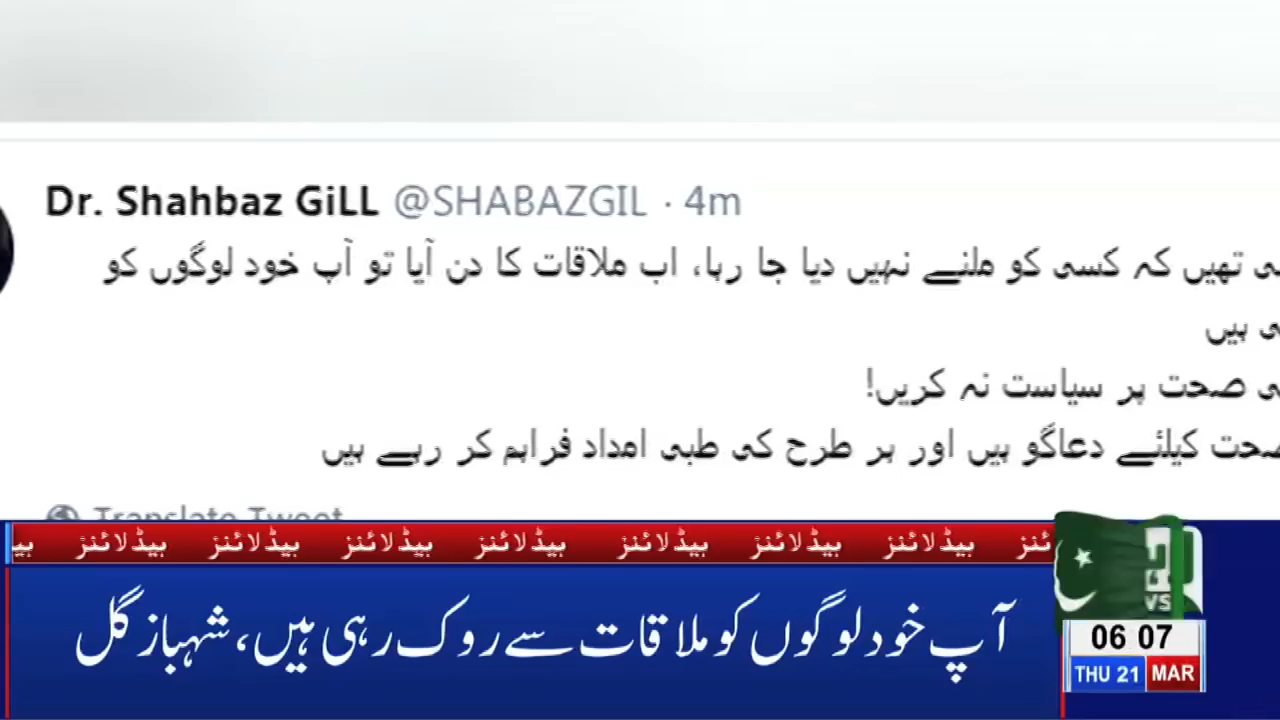 Dr. Shahbaz GiLL @SHABAZGIL · 4m
تھیں کہ کسی کو ملنے نہیں دیا جا رہا، اب ملاقات کا دن آیا تو آپ خود لوگوں کو
ہیں
صحت پر سیاست نہ کریں!
صحت کیلئے دعاگو ہیں اور ہر طرح کی طبی امداد فراہم کر رہے ہیں
Translate Tweet
ہیڈلائنز ہیڈلائنز ہیڈلائنز ہیڈلائنز ہیڈلائنز ہیڈلائنز ہیڈلائنز
آپ خود لوگوں کو ملاقات سے روک رہی ہیں، شہباز گل
06 07
THU 21 MAR